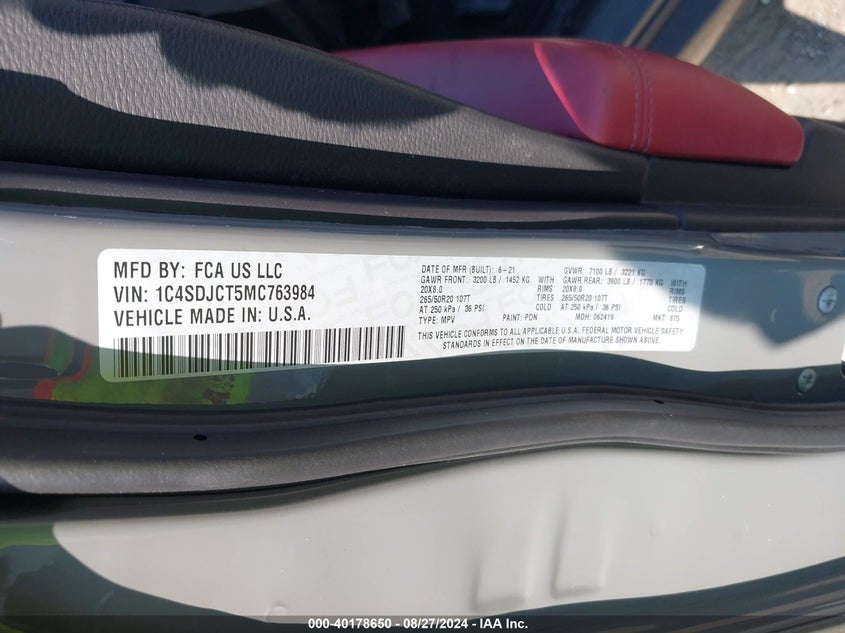 MFD BY: FCA US LLC
VIN: 1C4SDJCT5MC763984
VEHICLE MADE IN: U.S.A.
DATE OF MFR (BUILT): 6-21 GVWR: 7100 LB / 3221 KG
GAWR FRONT: 3200 LB / 1452 KG WITH GAWR REAR: 3900 LB / 1770 KG WITH
20X8.0 RIMS 20X8.0 RIMS
265/50R20 107T TIRES 265/50R20 107T TIRES
AT 250 kPa / 36 PSI COLD AT 250 kPa / 36 PSI COLD
TYPE: MPV PAINT: PDN MDH: 062419 MKT: 875
THIS VEHICLE CONFORMS TO ALL APPLICABLE U.S.A. FEDERAL MOTOR VEHICLE SAFETY
STANDARDS IN EFFECT ON THE DATE OF MANUFACTURE SHOWN ABOVE.
000-40178650 - 08/27/2024 - IAA Inc.